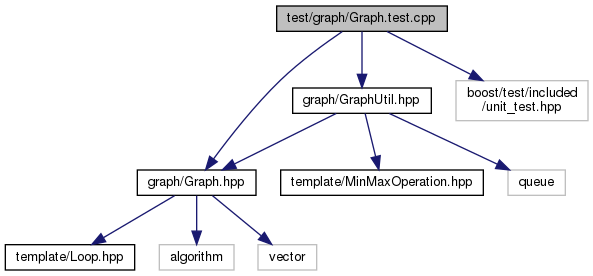 test/graph/Graph.test.cpp
boost/test/included
/unit_test.hpp
graph/GraphUtil.hpp
graph/Graph.hpp
template/MinMaxOperation.hpp
queue
template/Loop.hpp
algorithm
vector